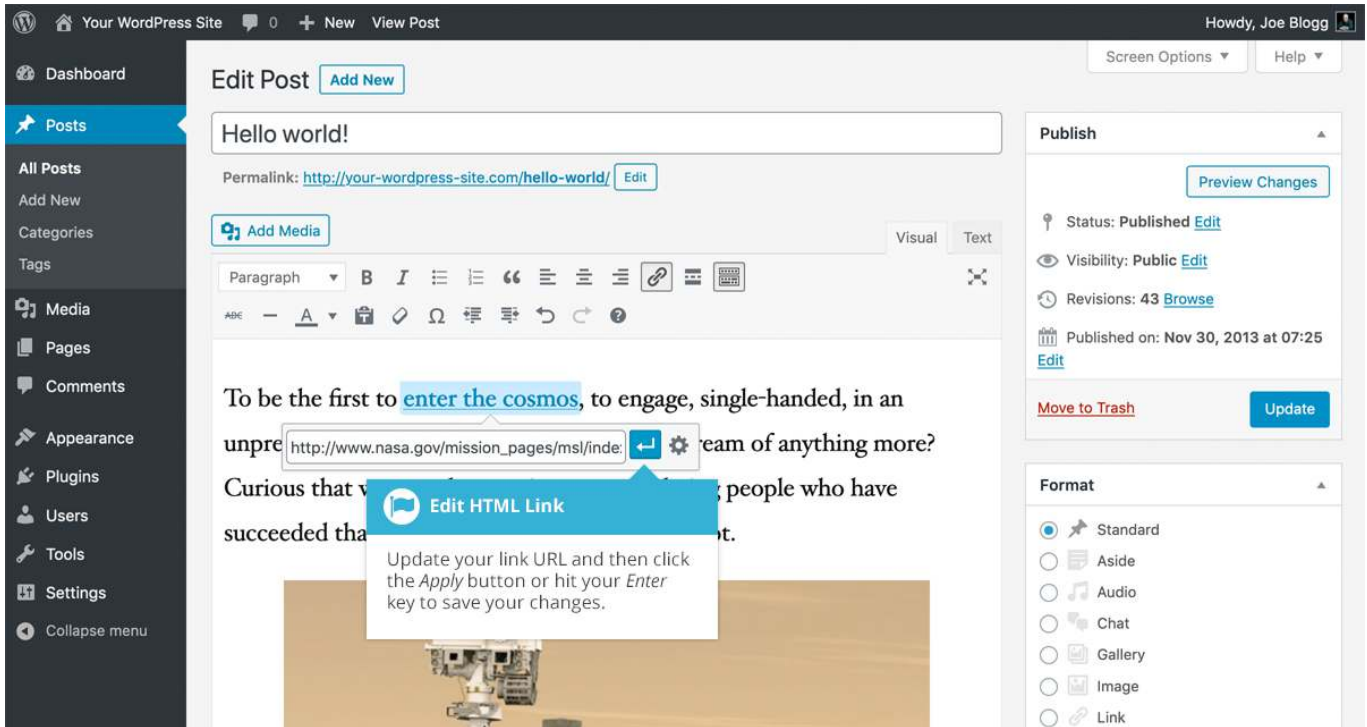 Your WordPress Site 0 New View Post Howdy, Joe Blogg
Screen Options Help
Dashboard
Posts
All Posts
Add New
Categories
Tags
Media
Pages
Comments
Appearance
Plugins
Users
Tools
Settings
Collapse menu
Edit Post Add New
Hello world!
Permalink: http://your-wordpress-site.com/hello-world/ Edit
Add Media
Visual Text
Paragraph B I
ABC A Ω
To be the first to enter the cosmos, to engage, single-handed, in an
unpre http://www.nasa.gov/mission_pages/msl/inde ream of anything more?
Curious that people who have
succeeded tha t.
Edit HTML Link
Update your link URL and then click
the Apply button or hit your Enter
key to save your changes.
Publish
Preview Changes
Status: Published Edit
Visibility: Public Edit
Revisions: 43 Browse
Published on: Nov 30, 2013 at 07:25
Edit
Move to Trash Update
Format
Standard
Aside
Audio
Chat
Gallery
Image
Link